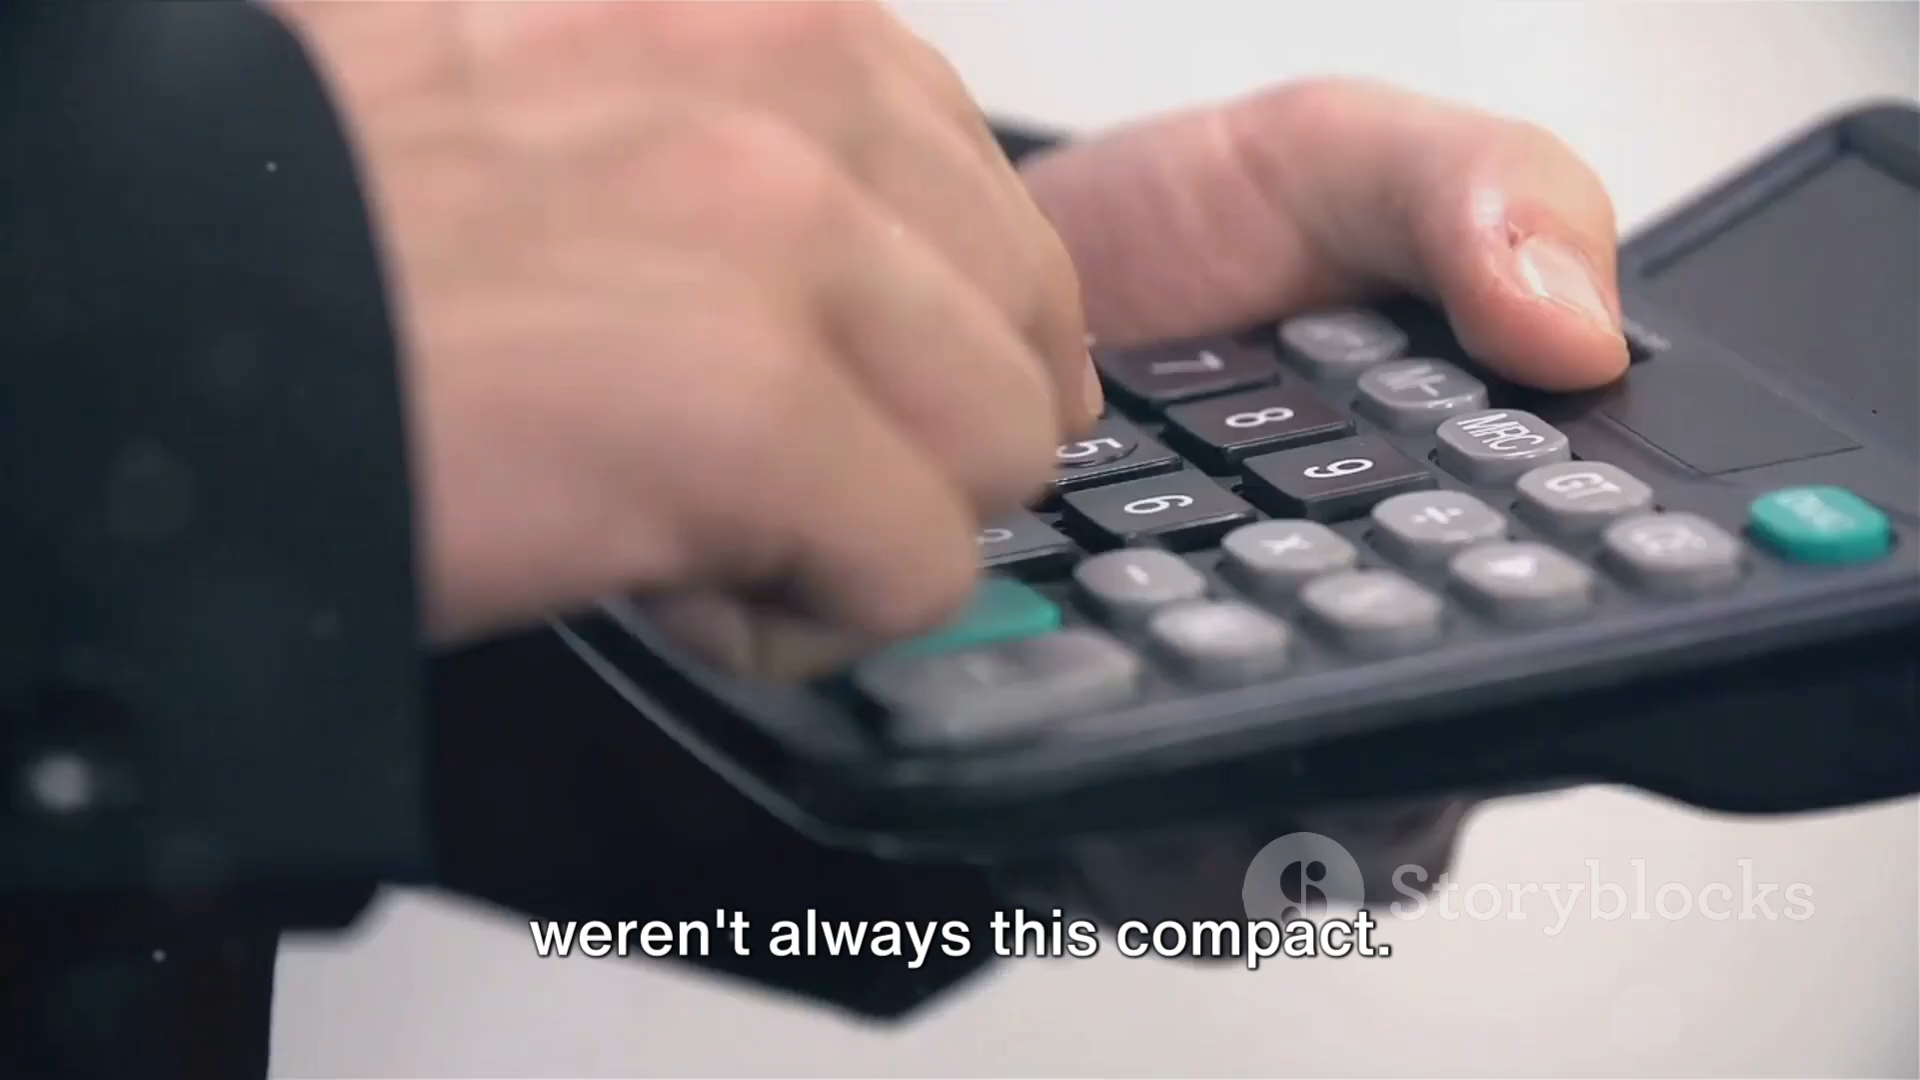 7
8
M-
5
MRC
9
6
GT
÷
×
-
Storyblocks
weren't always this compact.